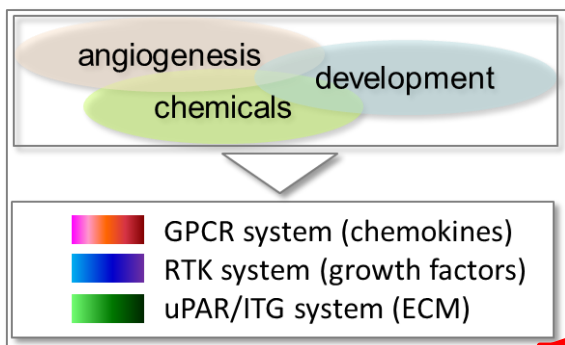 angiogenesis
development
chemicals
GPCR system (chemokines)
RTK system (growth factors)
uPAR/ITG system (ECM)